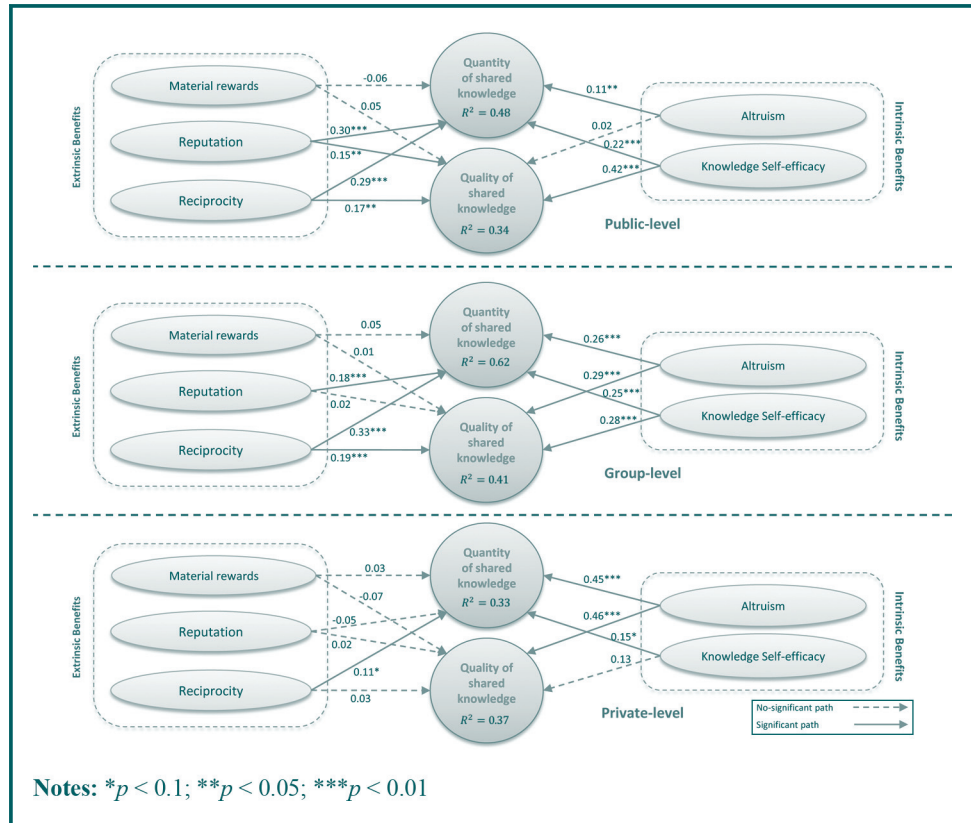 Extrinsic Benefits
Material rewards
Reputation
Reciprocity
-0.06
0.05
0.30***
0.15**
0.29***
0.17**
Quantity
of shared
knowledge
R² = 0.48
Quality of
shared
knowledge
R² = 0.34
0.11**
0.02
0.22***
0.42***
Altruism
Knowledge Self-efficacy
Intrinsic Benefits
Public-level
Extrinsic Benefits
Material rewards
Reputation
Reciprocity
0.05
0.01
0.18***
0.02
0.33***
0.19***
Quantity
of shared
knowledge
R² = 0.62
Quality of
shared
knowledge
R² = 0.41
0.26***
0.29***
0.25***
0.28***
Altruism
Knowledge Self-efficacy
Intrinsic Benefits
Group-level
Extrinsic Benefits
Material rewards
Reputation
Reciprocity
0.03
-0.07
-0.05
0.02
0.11*
0.03
Quantity
of shared
knowledge
R² = 0.33
Quality of
shared
knowledge
R² = 0.37
0.45***
0.46***
0.15*
0.13
Altruism
Knowledge Self-efficacy
Intrinsic Benefits
Private-level
No-significant path
Significant path
Notes: *p < 0.1; **p < 0.05; ***p < 0.01